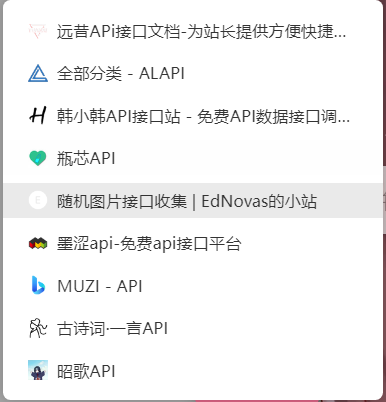 远昔APi接口文档-为站长提供方便快捷...
全部分类 - ALAPI
韩小韩API接口站 - 免费API数据接口调...
瓶芯API
随机图片接口收集 | EdNovas的小站
墨涩api-免费api接口平台
MUZI - API
古诗词·一言API
昭歌API